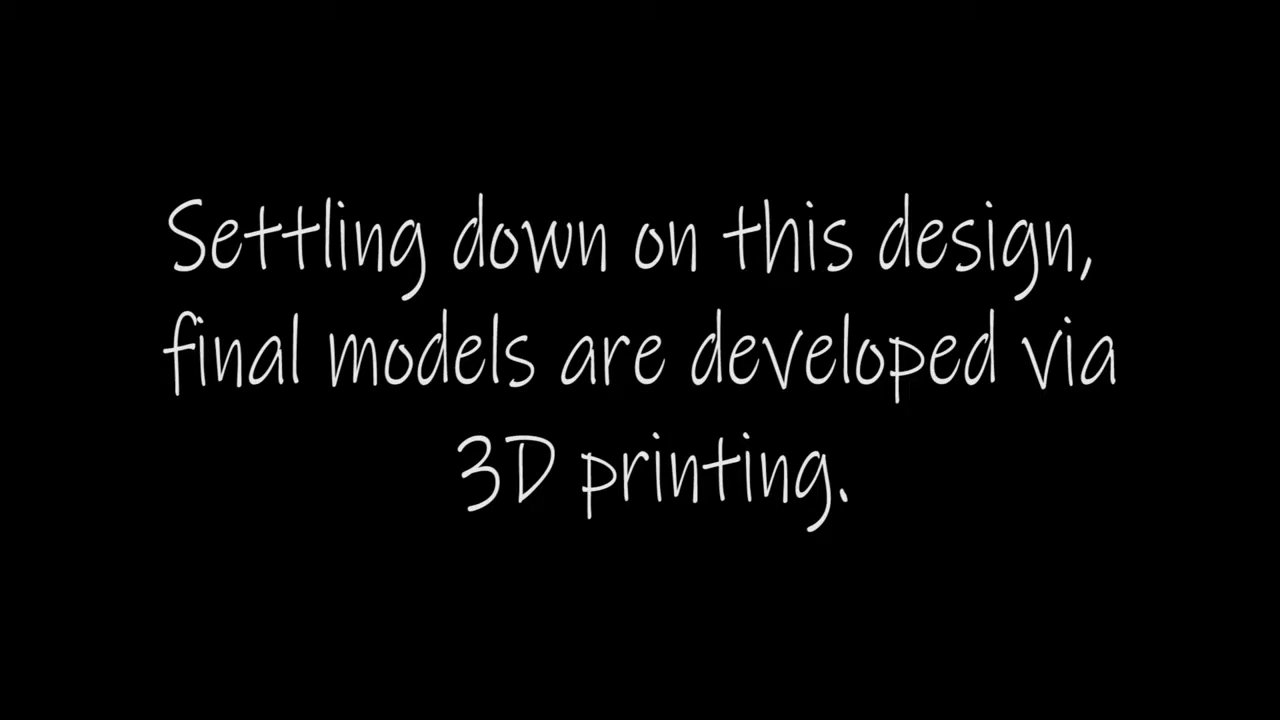 Settling down on this design,
final models are developed via
3D printing.